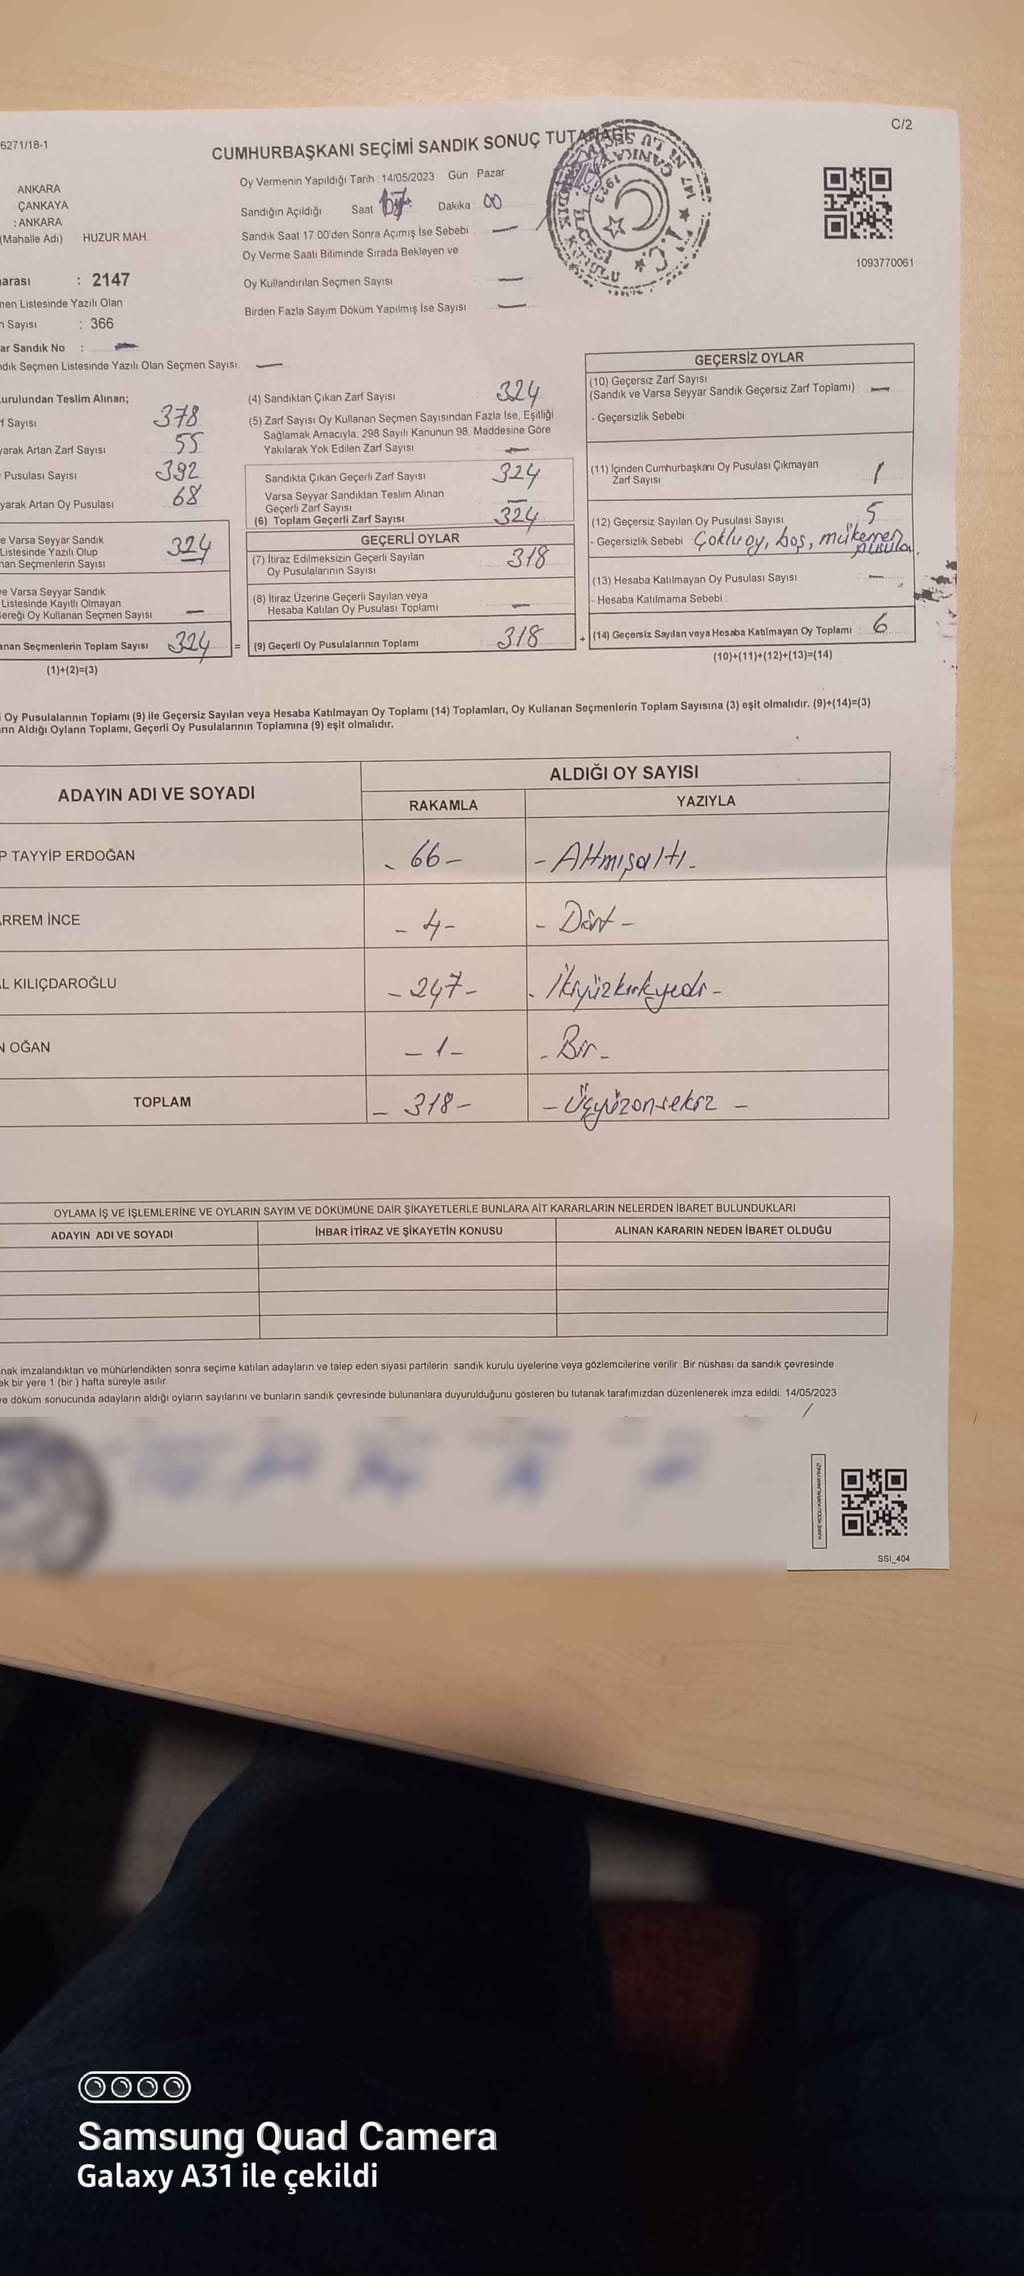 C/2
6271/18-1
CUMHURBAŞKANI SEÇİMİ SANDIK SONUÇ TUTANAĞI
ANKARA
ÇANKAYA
: ANKARA
(Mahalle Adı) HUZUR MAH.
arası : 2147
men Listesinde Yazılı Olan
n Sayısı : 366
ar Sandık No : —
ndık Seçmen Listesinde Yazılı Olan Seçmen Sayısı —
Oy Vermenin Yapıldığı Tarih : 14/05/2023 Gün Pazar
Sandığın Açıldığı Saat 17 Dakika 00
Sandık Saat 17:00'den Sonra Açımış İse Sebebi —
Oy Verme Saati Bitiminde Sırada Bekleyen ve
Oy Kullandırılan Seçmen Sayısı —
Birden Fazla Sayım Döküm Yapılmış İse Sayısı —
T.C.
ÇANKAYA
İLÇESİ
1923
SANDIK KURULU
1093770061
urulundan Teslim Alınan;
f Sayısı 378
yarak Artan Zarf Sayısı 55
Pusulası Sayısı 392
yarak Artan Oy Pusulası 68
e Varsa Seyyar Sandık
Listesinde Yazılı Olup
nan Seçmenlerin Sayısı 324
ve Varsa Seyyar Sandık
Listesinde Kayıtlı Olmayan
ereği Oy Kullanan Seçmen Sayısı —
anan Seçmenlerin Toplam Sayısı 324
(1)+(2)=(3)
(4) Sandıktan Çıkan Zarf Sayısı 324
(5) Zarf Sayısı Oy Kullanan Seçmen Sayısından Fazla İse, Eşitliği
Sağlamak Amacıyla, 298 Sayılı Kanunun 98. Maddesine Göre
Yakılarak Yok Edilen Zarf Sayısı —
Sandıkta Çıkan Geçerli Zarf Sayısı 324
Varsa Seyyar Sandıktan Teslim Alınan
Geçerli Zarf Sayısı —
(6) Toplam Geçerli Zarf Sayısı 324
GEÇERLİ OYLAR
(7) İtiraz Edilmeksizin Geçerli Sayılan
Oy Pusulalarının Sayısı 318
(8) İtiraz Üzerine Geçerli Sayılan veya
Hesaba Katılan Oy Pusulası Toplamı —
= (9) Geçerli Oy Pusulalarının Toplamı 318 +
GEÇERSİZ OYLAR
(10) Geçersiz Zarf Sayısı
(Sandık ve Varsa Seyyar Sandık Geçersiz Zarf Toplamı) —
- Geçersizlik Sebebi :
(11) İçinden Cumhurbaşkanı Oy Pusulası Çıkmayan
Zarf Sayısı 1
(12) Geçersiz Sayılan Oy Pusulası Sayısı 5
- Geçersizlik Sebebi Çoklu oy, boş, mükerrer
pusula.
(13) Hesaba Katılmayan Oy Pusulası Sayısı —
- Hesaba Katılmama Sebebi :
(14) Geçersiz Sayılan veya Hesaba Katılmayan Oy Toplamı : 6
(10)+(11)+(12)+(13)=(14)
Oy Pusulalarının Toplamı (9) ile Geçersiz Sayılan veya Hesaba Katılmayan Oy Toplamı (14) Toplamları, Oy Kullanan Seçmenlerin Toplam Sayısına (3) eşit olmalıdır. (9)+(14)=(3)
rın Aldığı Oyların Toplamı, Geçerli Oy Pusulalarının Toplamına (9) eşit olmalıdır.
ADAYIN ADI VE SOYADI
ALDIĞI OY SAYISI
RAKAMLA YAZIYLA
P TAYYİP ERDOĞAN - 66 - - Altmışaltı -
ARREM İNCE - 4 - - Dört -
L KILIÇDAROĞLU - 247 - - İkiyüzkırkyedi -
N OĞAN - 1 - - Bir -
TOPLAM - 318 - - Üçyüzonsekiz -
OYLAMA İŞ VE İŞLEMLERİNE VE OYLARIN SAYIM VE DÖKÜMÜNE DAİR ŞİKAYETLERLE BUNLARA AİT KARARLARIN NELERDEN İBARET BULUNDUKLARI
ADAYIN ADI VE SOYADI İHBAR İTİRAZ VE ŞİKAYETİN KONUSU ALINAN KARARIN NEDEN İBARET OLDUĞU
nak imzalandıktan ve mühürlendikten sonra seçime katılan adayların ve talep eden siyasi partilerin sandık kurulu üyelerine veya gözlemcilerine verilir. Bir nüshası da sandık çevresinde
ek bir yere 1 (bir) hafta süreyle asılır.
ve döküm sonucunda adayların aldığı oyların sayılarını ve bunların sandık çevresinde bulunanlara duyurulduğunu gösteren bu tutanak tarafımızdan düzenlenerek imza edildi. 14/05/2023
KARE KODU KARALAMAYINIZ!
SSI_404
Samsung Quad Camera
Galaxy A31 ile çekildi